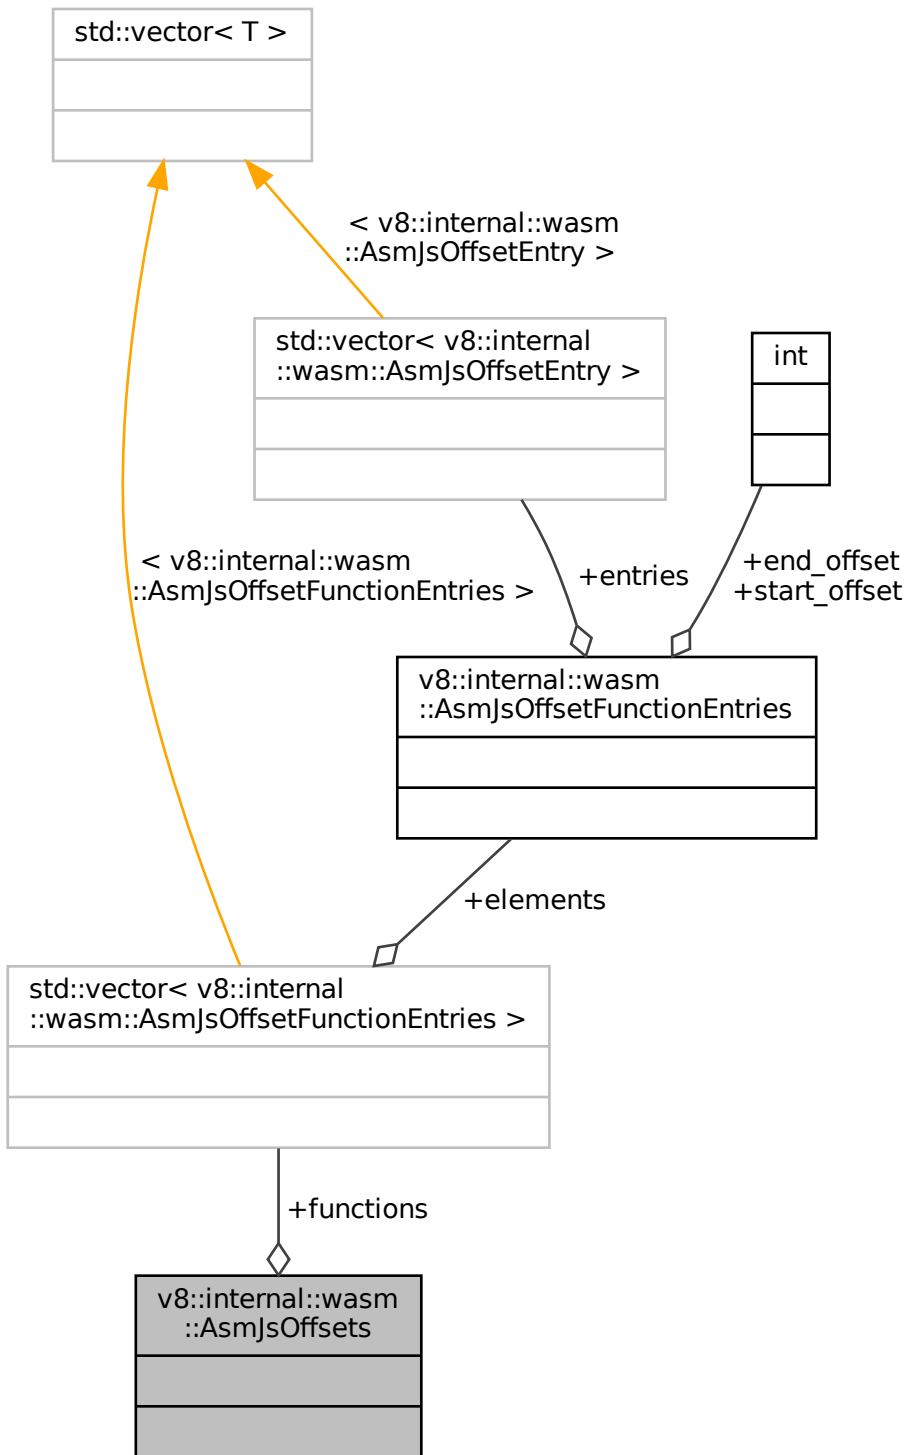 std::vector< T >
< v8::internal::wasm
::AsmJsOffsetEntry >
std::vector< v8::internal
::wasm::AsmJsOffsetEntry >
int
< v8::internal::wasm
::AsmJsOffsetFunctionEntries >
+entries
+end_offset
+start_offset
v8::internal::wasm
::AsmJsOffsetFunctionEntries
+elements
std::vector< v8::internal
::wasm::AsmJsOffsetFunctionEntries >
+functions
v8::internal::wasm
::AsmJsOffsets